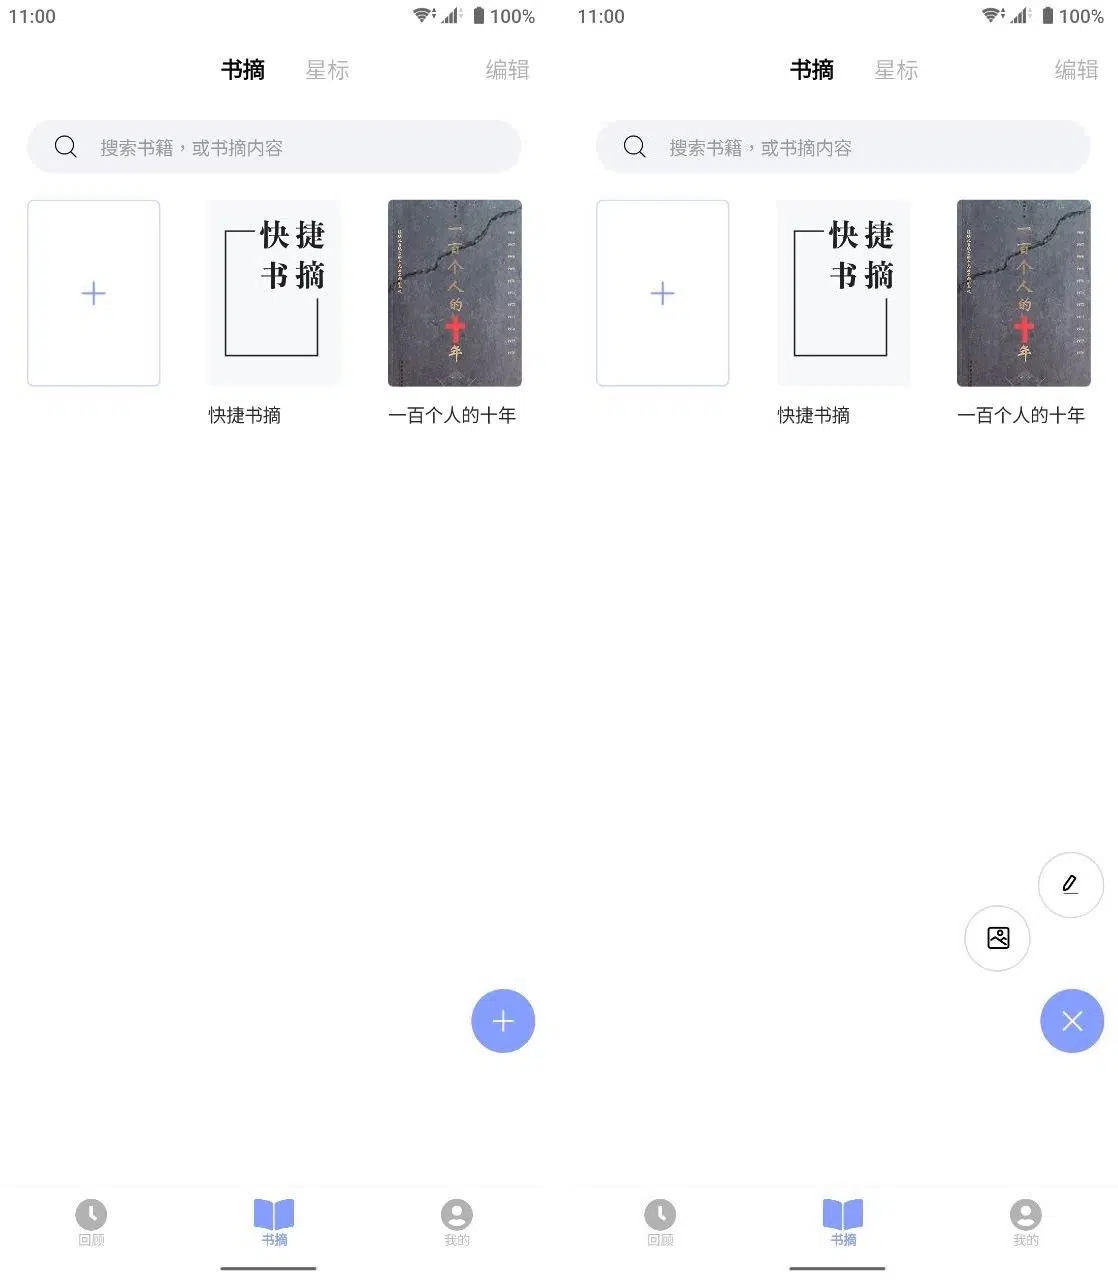 11:00
100%
书摘
星标
编辑
搜索书籍，或书摘内容
快捷
书摘
一百个人的十年
快捷书摘
一百个人的十年
回顾
书摘
我的
11:00
100%
书摘
星标
编辑
搜索书籍，或书摘内容
快捷
书摘
一百个人的十年
快捷书摘
一百个人的十年
回顾
书摘
我的